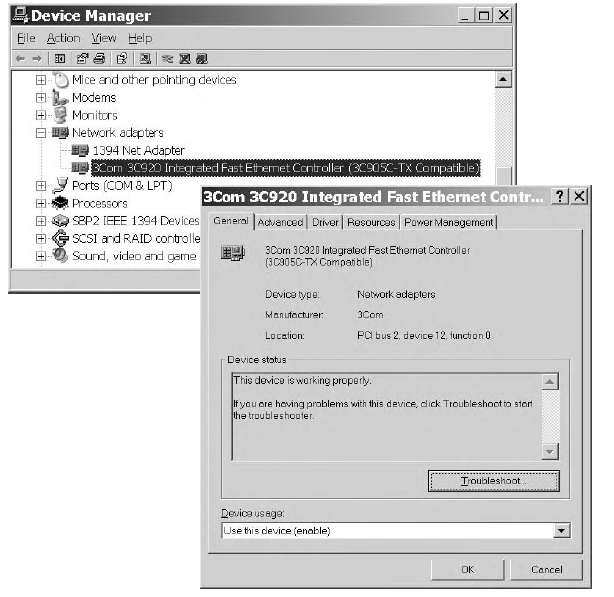 Device Manager
File Action View Help
Mice and other pointing devices
Modems
Monitors
Network adapters
1394 Net Adapter
3Com 3C920 Integrated Fast Ethernet Controller (3C905C-TX Compatible)
Ports (COM & LPT)
Processors
SBP2 IEEE 1394 Devices
SCSI and RAID controlle
Sound, video and game
3Com 3C920 Integrated Fast Ethernet Contr...
General Advanced Driver Resources Power Management
3Com 3C920 Integrated Fast Ethernet Controller
(3C905C-TX Compatible)
Device type: Network adapters
Manufacturer: 3Com
Location: PCI bus 2, device 12, function 0
Device status
This device is working properly.
If you are having problems with this device, click Troubleshoot to start
the troubleshooter.
Troubleshoot...
Device usage:
Use this device (enable)
OK Cancel